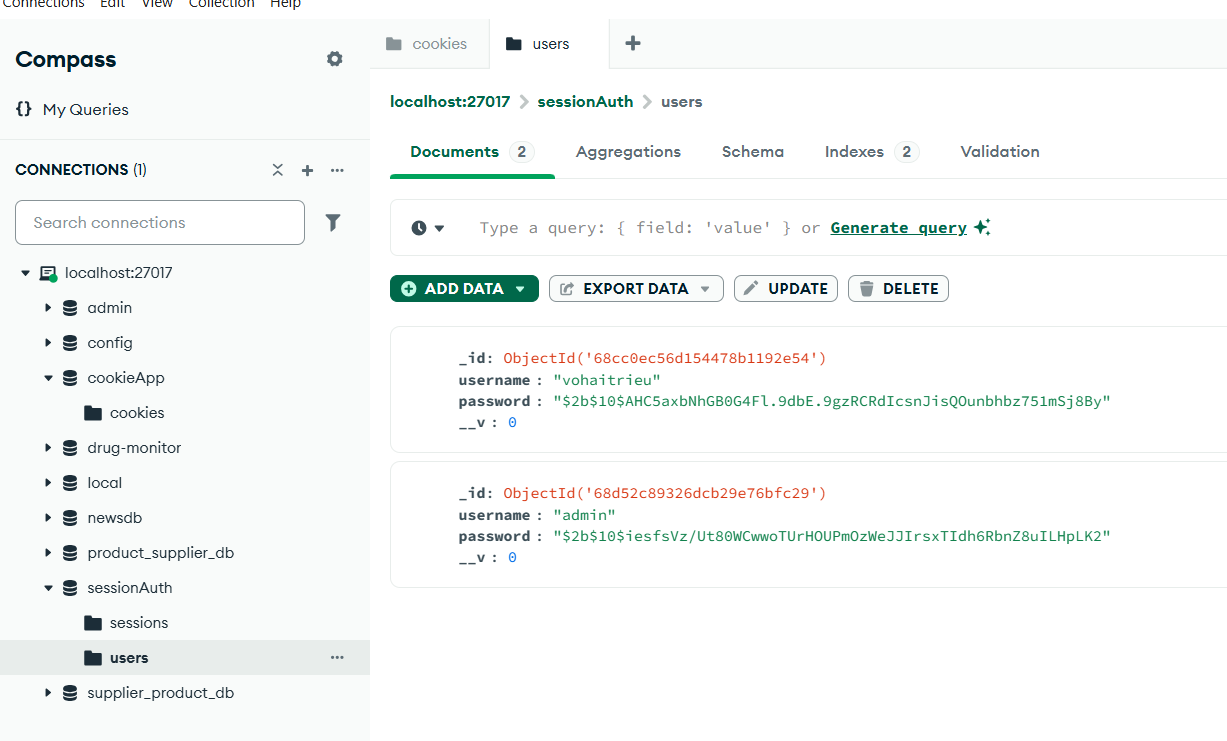 Connections Edit View Collection Help
Compass
My Queries
CONNECTIONS (1)
Search connections
localhost:27017
admin
config
cookieApp
cookies
drug-monitor
local
newsdb
product_supplier_db
sessionAuth
sessions
users
supplier_product_db
cookies users
localhost:27017 > sessionAuth > users
Documents 2 Aggregations Schema Indexes 2 Validation
Type a query: { field: 'value' } or Generate query
ADD DATA EXPORT DATA UPDATE DELETE
_id: ObjectId('68cc0ec56d154478b1192e54')
username : "vohaitrieu"
password : "$2b$10$AHC5axbNhGB0G4Fl.9dbE.9gzRCRdIcsnJisQOunbhbz751mSj8By"
__v : 0
_id: ObjectId('68d52c89326dcb29e76bfc29')
username : "admin"
password : "$2b$10$iesfsVz/Ut80WCwwoTUrHOUPmOzWeJJIrsxTIdh6RbnZ8uILHpLK2"
__v : 0